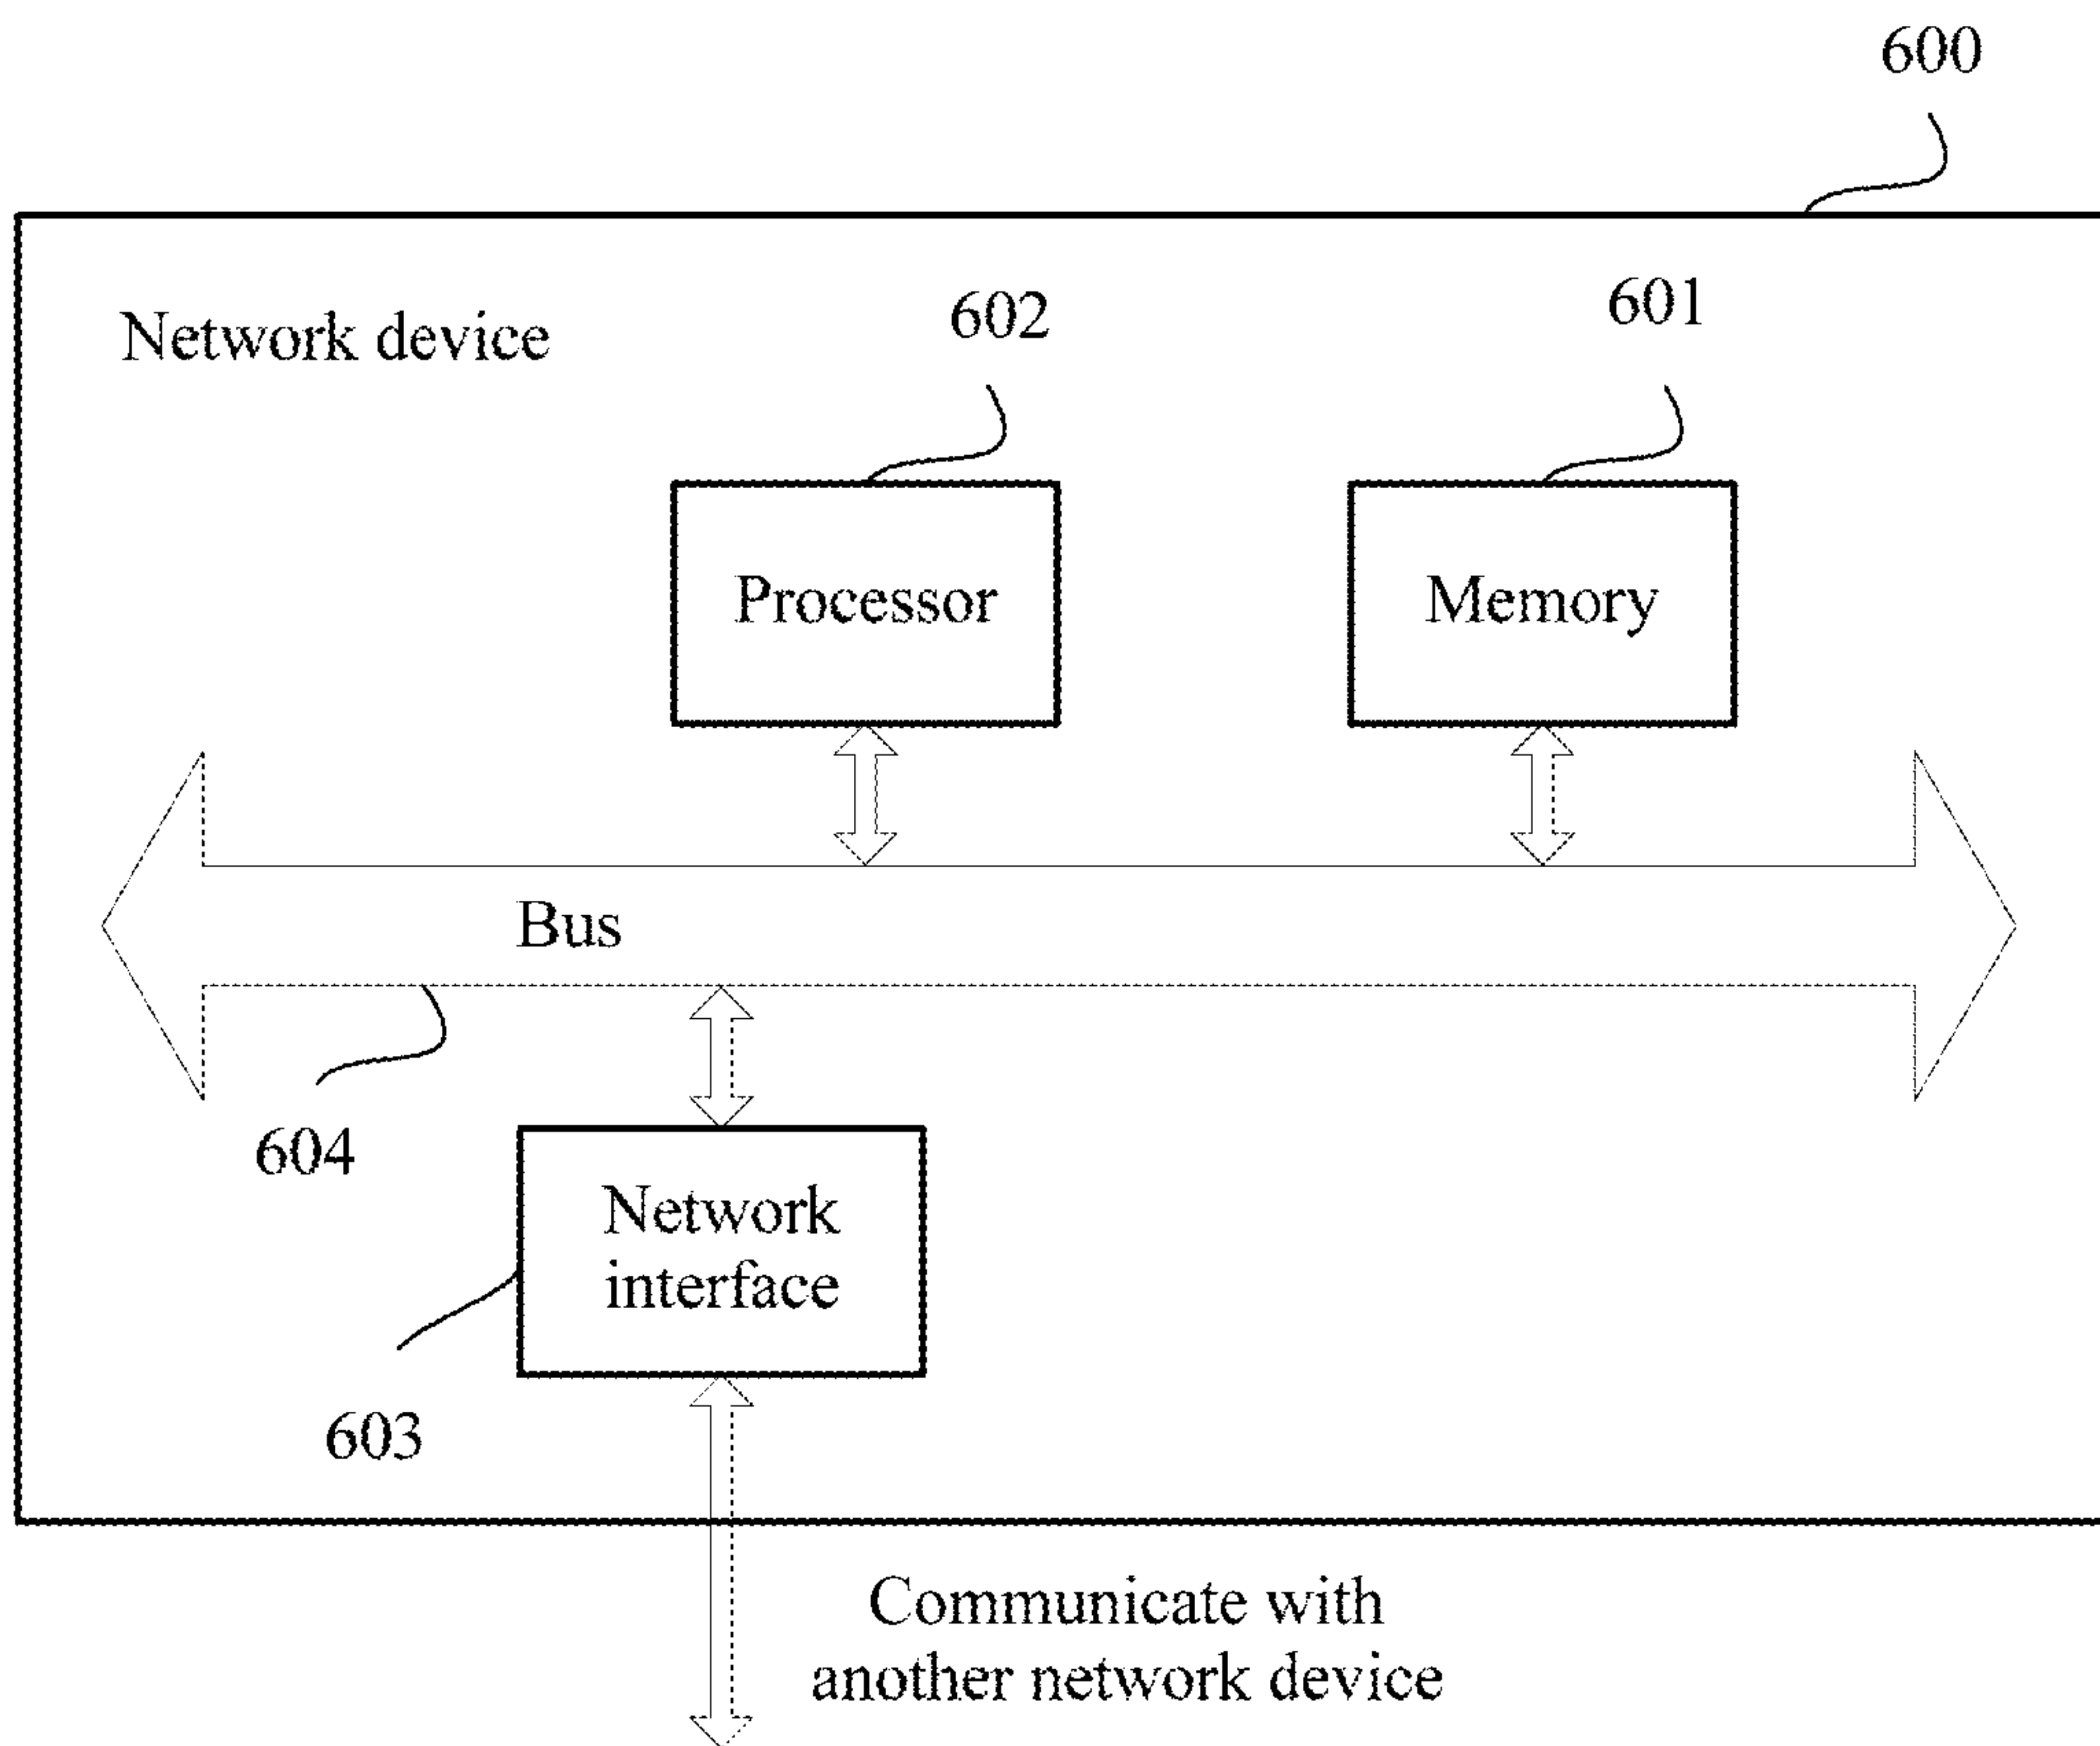 600
Network device
602
601
Processor
Memory
Bus
604
Network
interface
603
Communicate with
another network device